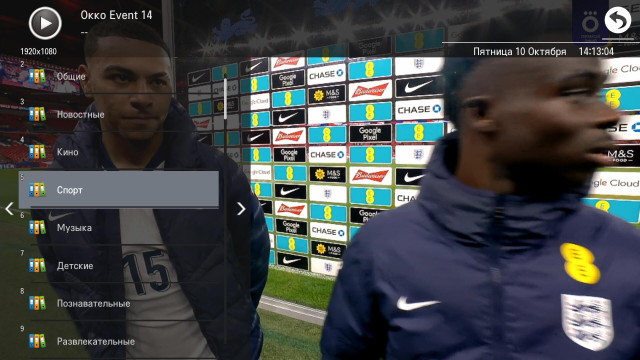 Окко Event 14
--
1920x1080
Пятница 10 Октября 14:13:04
2 Общие
3 Новостные
4 Кино
5 Спорт
6 Музыка
7 Детские
8 Познавательные
9 Развлекательные
15
Google Pixel
CHASE
Budweiser
M&S
Google Cloud